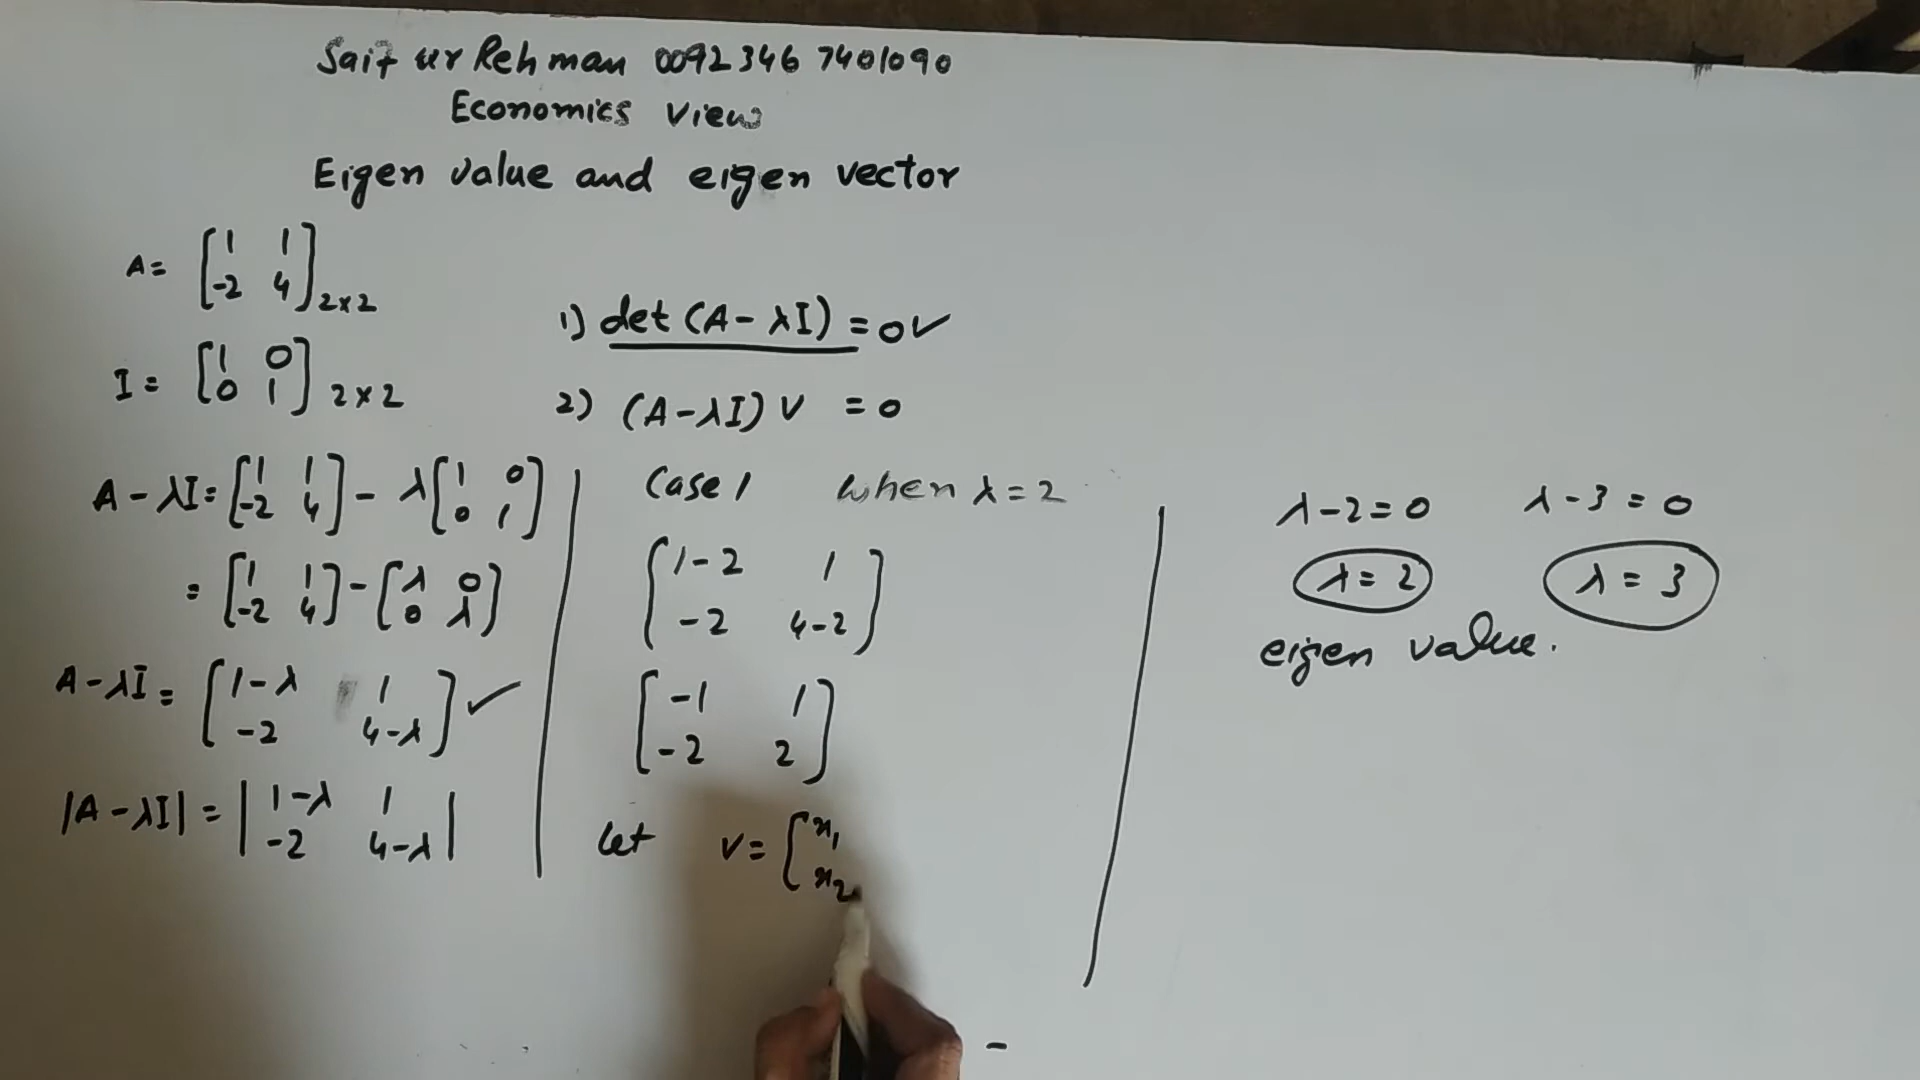 Saif ur Rehman 0092 346 7401090
Economics View
Eigen value and eigen vector
A = [1 1
-2 4] 2×2
I = [1 0
0 1] 2×2
A - λI = [1 1
-2 4] - λ[1 0
0 1]
= [1 1
-2 4] - [λ 0
0 λ]
A - λI = [1-λ 1
-2 4-λ] ✓
|A - λI| = |1-λ 1
-2 4-λ|
1) det (A - λI) = 0 ✓
2) (A - λI) V = 0
Case 1 when λ = 2
[1-2 1
-2 4-2]
[-1 1
-2 2]
let V = [x1
x2
λ - 2 = 0 λ - 3 = 0
λ = 2 λ = 3
eigen value.